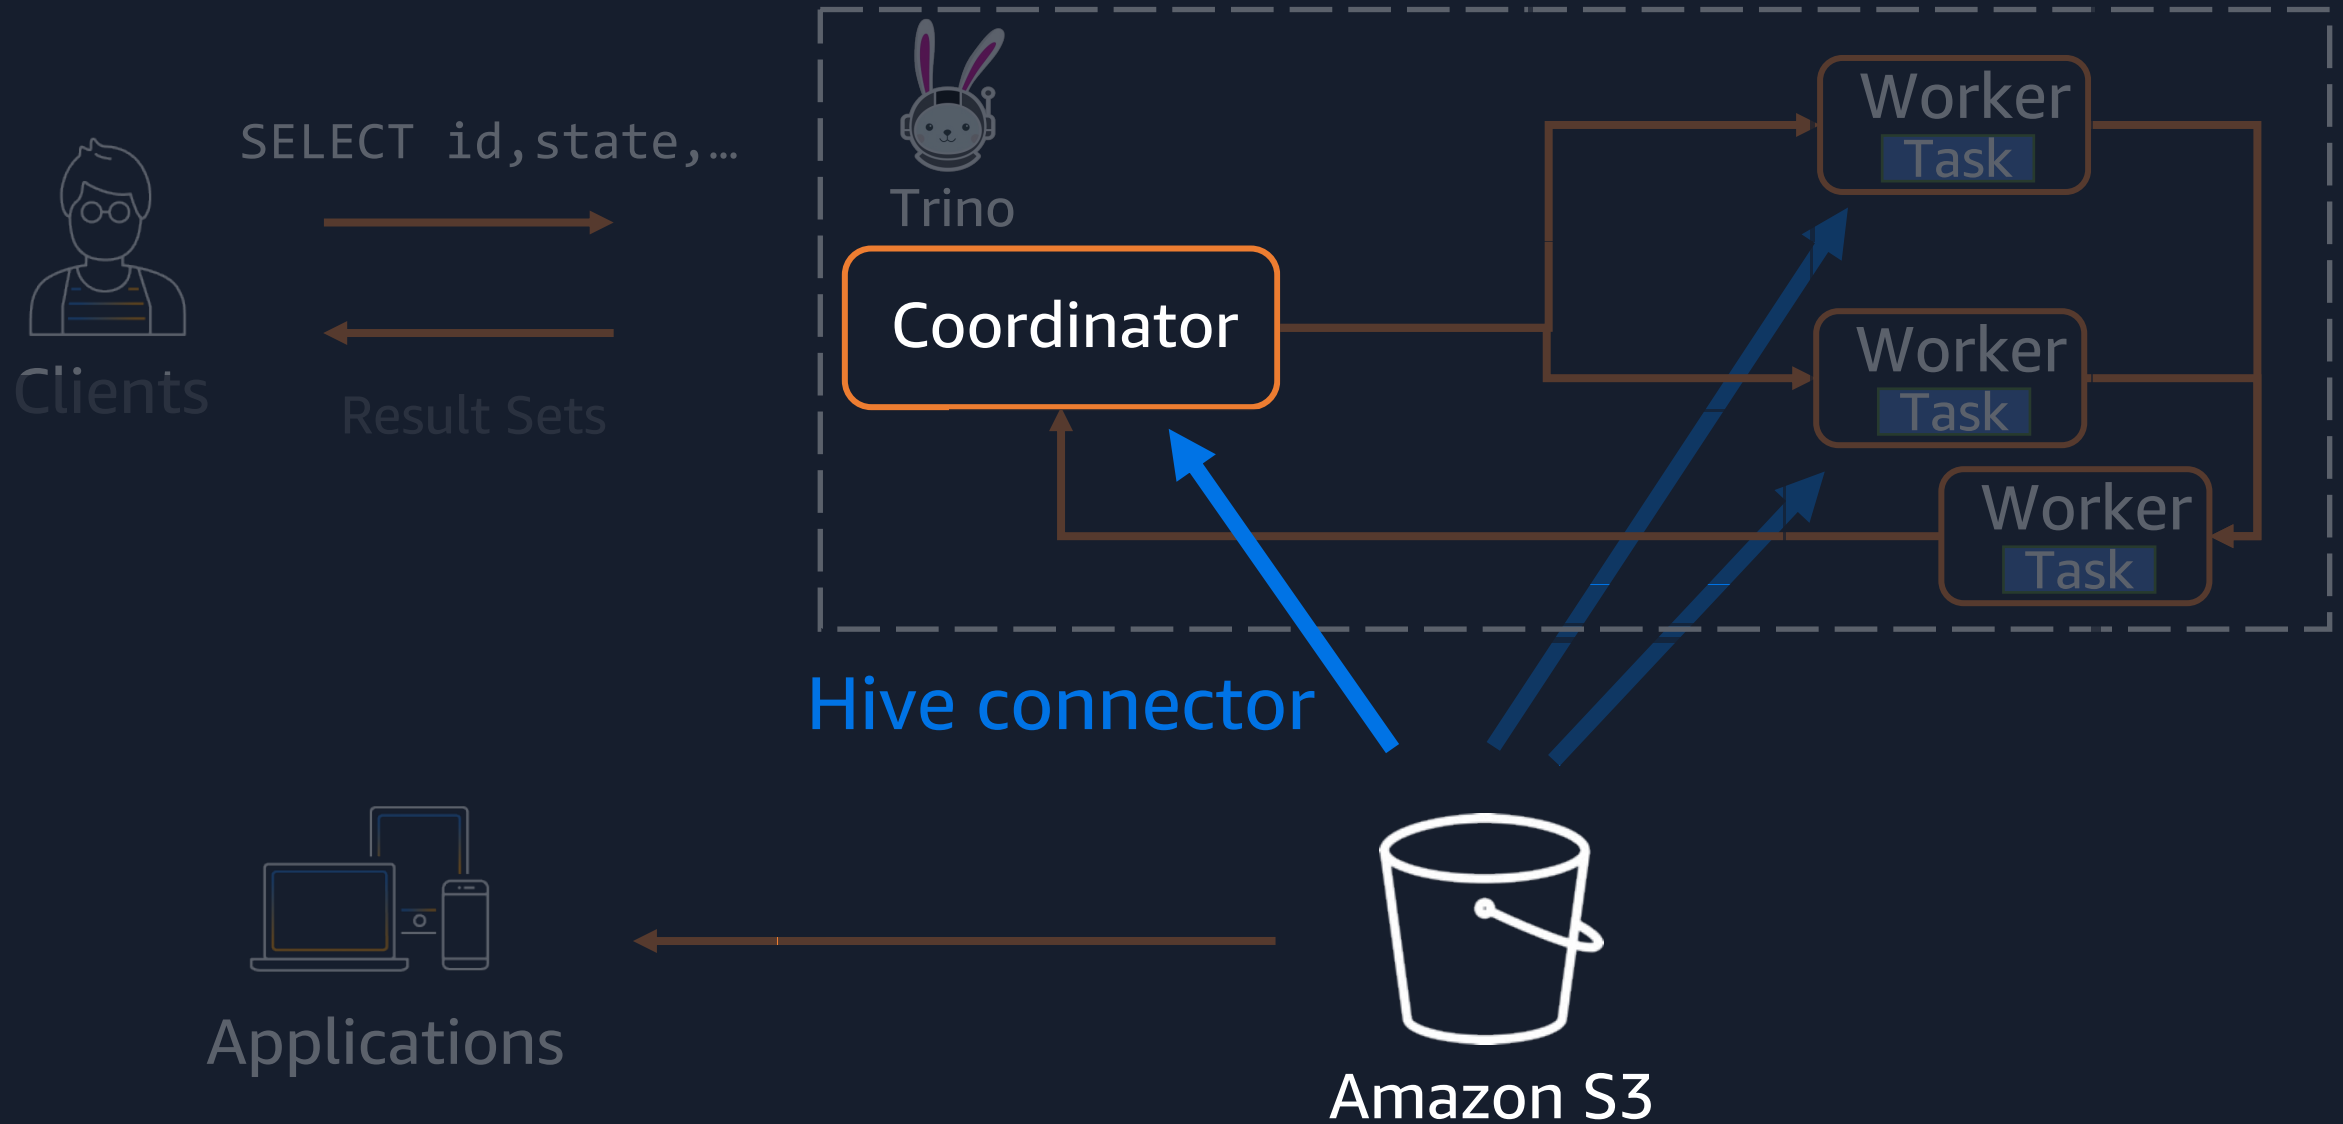 SELECT id,state,…
Clients
Result Sets
Trino
Coordinator
Worker
Task
Worker
Task
Worker
Task
Hive connector
Applications
Amazon S3